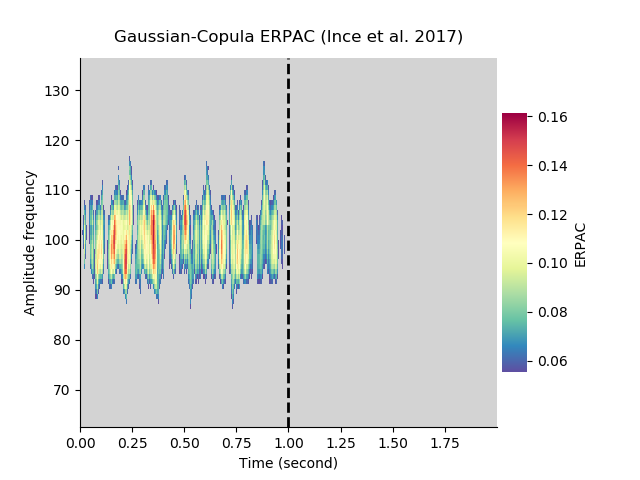 Gaussian-Copula ERPAC (Ince et al. 2017)
130
120
110
100
90
80
70
Amplitude frequency
0.00 0.25 0.50 0.75 1.00 1.25 1.50 1.75
Time (second)
0.16
0.14
0.12
0.10
0.08
0.06
ERPAC